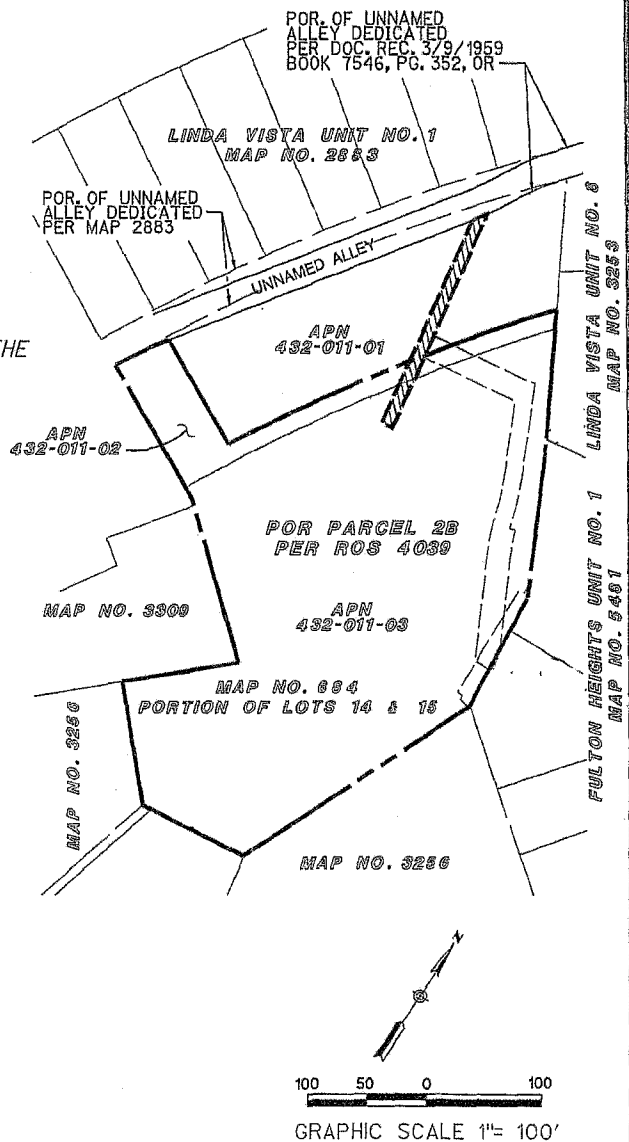 POR. OF UNNAMED
ALLEY DEDICATED
PER DOC. REC. 3/9/1959
BOOK 7546, PG. 352, OR
LINDA VISTA UNIT NO. 1
MAP NO. 2883
POR. OF UNNAMED
ALLEY DEDICATED
PER MAP 2883
UNNAMED ALLEY
LINDA VISTA UNIT NO. 6
MAP NO. 3253
THE
APN
432-011-01
APN
432-011-02
POR PARCEL 2B
PER ROS 4039
APN
432-011-03
MAP NO. 3309
MAP NO. 684
PORTION OF LOTS 14 & 15
FULTON HEIGHTS UNIT NO. 1
MAP NO. 5481
MAP NO. 3256
MAP NO. 3256
N
100 50 0 100
GRAPHIC SCALE 1"= 100'